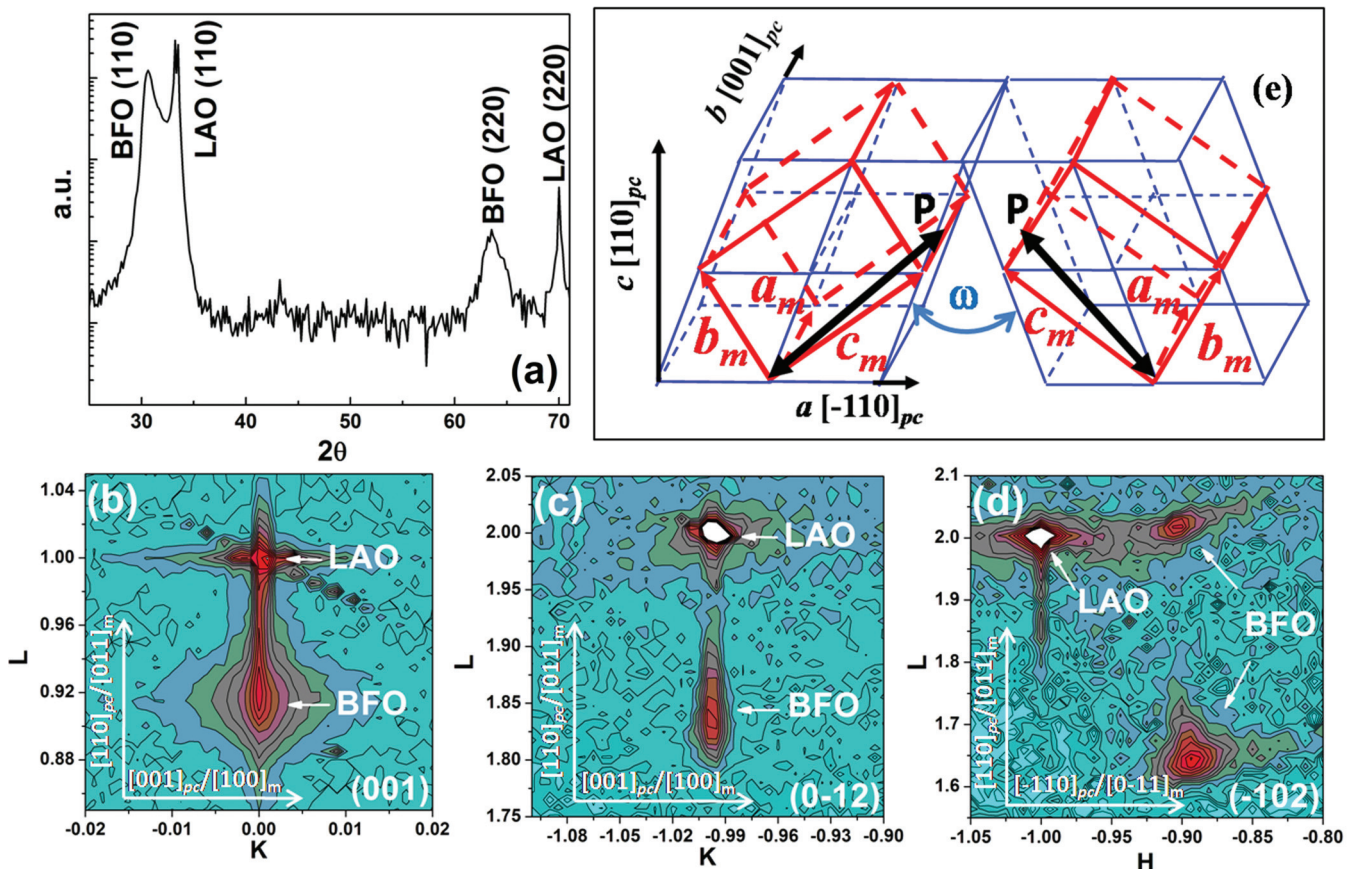 BFO (110)
LAO (110)
BFO (220)
LAO (220)
a.u.
30 40 50 60 70
2θ
(a)
(e)
b [001]pc
c [110]pc
a [-110]pc
P
P
ω
am
bm
cm
am
bm
cm
(b)
1.04
1.00
0.96
0.92
0.88
L
LAO
BFO
[110]pc/[011]m
[001]pc/[100]m
(001)
-0.02 -0.01 0.00 0.01 0.02
K
(c)
2.05
2.00
1.95
1.90
1.85
1.80
1.75
L
LAO
BFO
[110]pc/[011]m
[001]pc/[100]m
(0-12)
-1.08 -1.05 -1.02 -0.99 -0.96 -0.93 -0.90
K
(d)
2.1
2.0
1.9
1.8
1.7
1.6
L
LAO
BFO
[110]pc/[011]m
[-110]pc/[0-11]m
(-102)
-1.05 -1.00 -0.95 -0.90 -0.85 -0.80
H